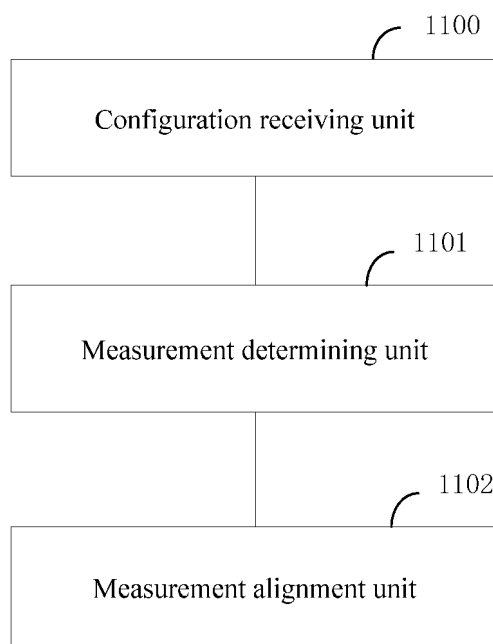 1100
Configuration receiving unit
1101
Measurement determining unit
1102
Measurement alignment unit